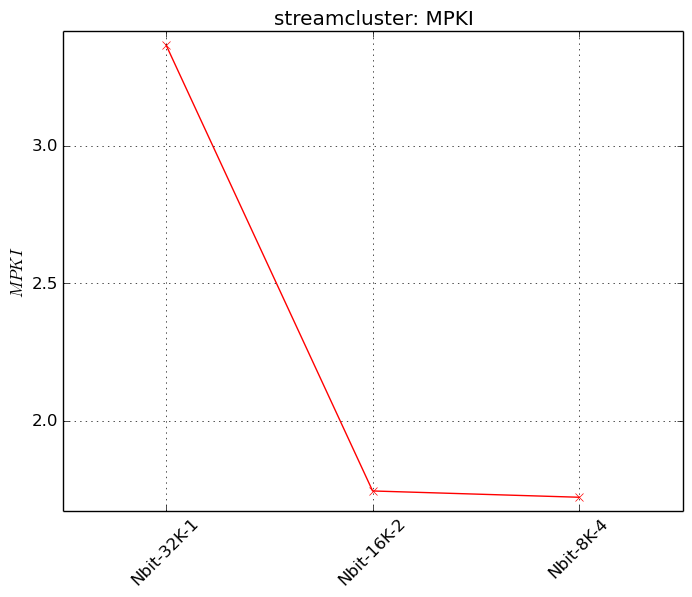 streamcluster: MPKI
MPKI
3.0
2.5
2.0
Nbit-32K-1
Nbit-16K-2
Nbit-8K-4